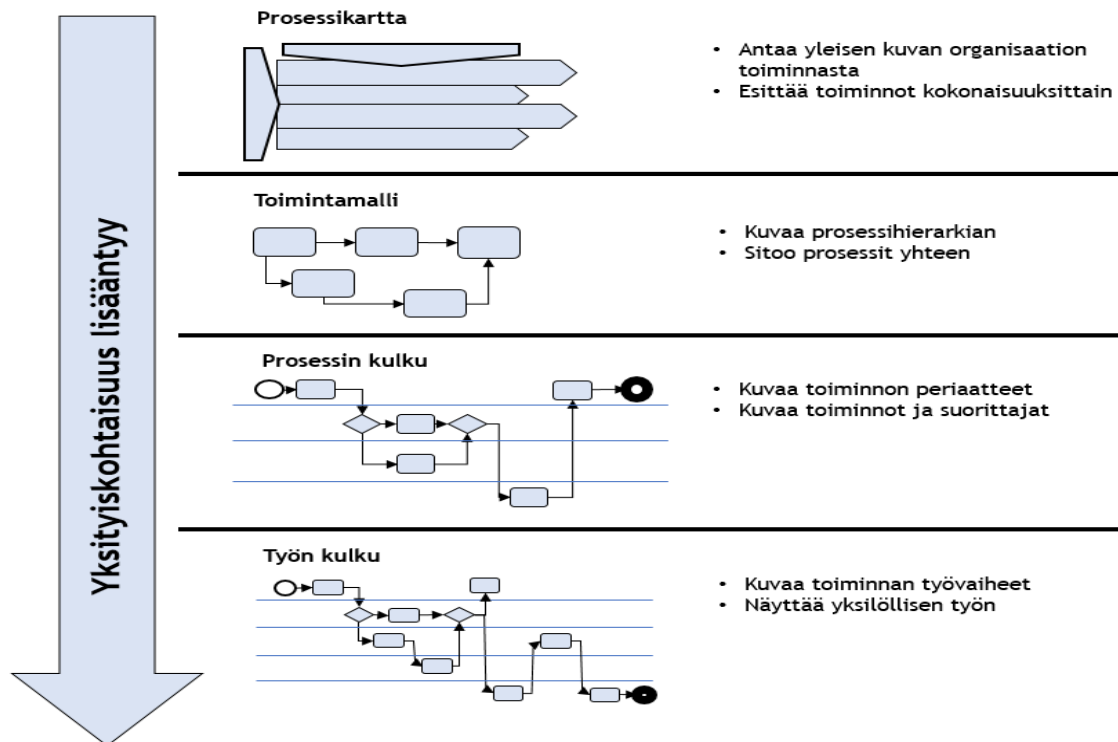 Prosessikartta
• Antaa yleisen kuvan organisaation
toiminnasta
• Esittää toiminnot kokonaisuuksittain
Toimintamalli
• Kuvaa prosessihierarkian
• Sitoo prosessit yhteen
Yksityiskohtaisuus lisääntyy
Prosessin kulku
• Kuvaa toiminnon periaatteet
• Kuvaa toiminnot ja suorittajat
Työn kulku
• Kuvaa toiminnan työvaiheet
• Näyttää yksilöllisen työn